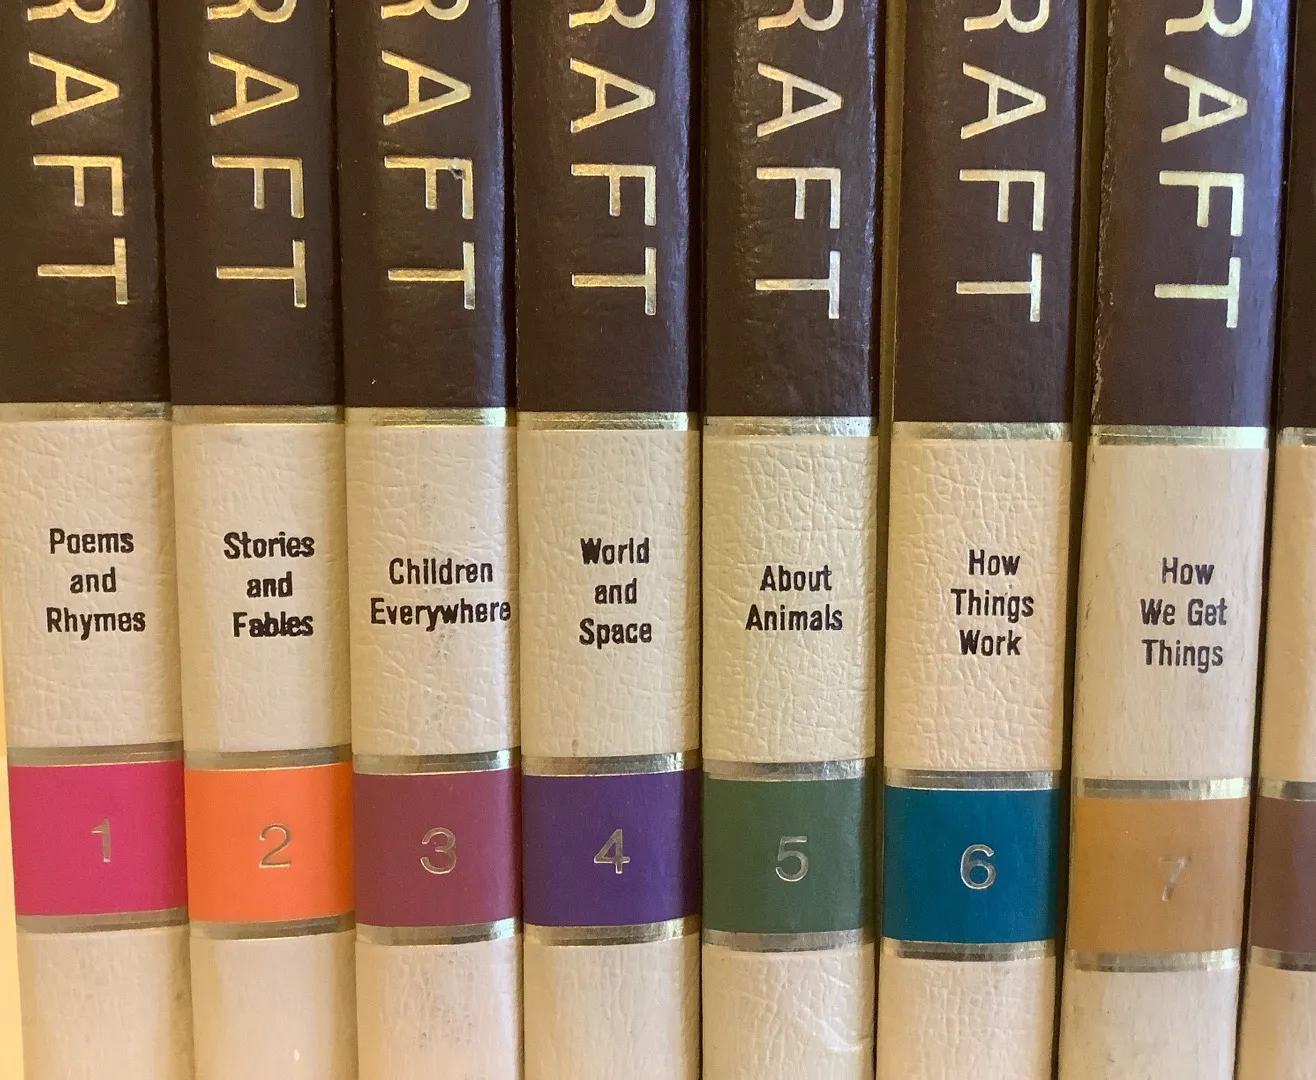 RAFT
Poems
and
Rhymes
1
RAFT
Stories
and
Fables
2
RAFT
Children
Everywhere
3
RAFT
World
and
Space
4
RAFT
About
Animals
5
RAFT
How
Things
Work
6
RAFT
How
We Get
Things
7